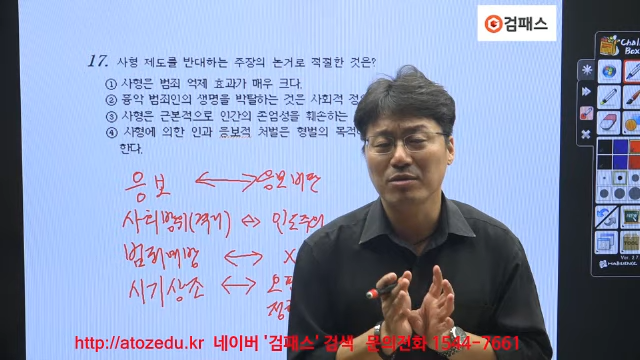 검패스
Chalk
Box
17. 사형 제도를 반대하는 주장의 논거로 적절한 것은?
① 사형은 범죄 억제 효과가 매우 크다.
② 흉악 범죄인의 생명을 박탈하는 것은 사회적
③ 사형은 근본적으로 인간의 존엄성을 훼손하는
④ 사형에 의한 인과 응보적 처벌은 형벌의 목적
한다.
응보 ↔ 응보 비판
사회방위(격리) ↔ 인도주의
범죄예방 ↔ X
시기상조 ↔
http://atozedu.kr 네이버 '검패스' 검색 문의전화 1544-7661